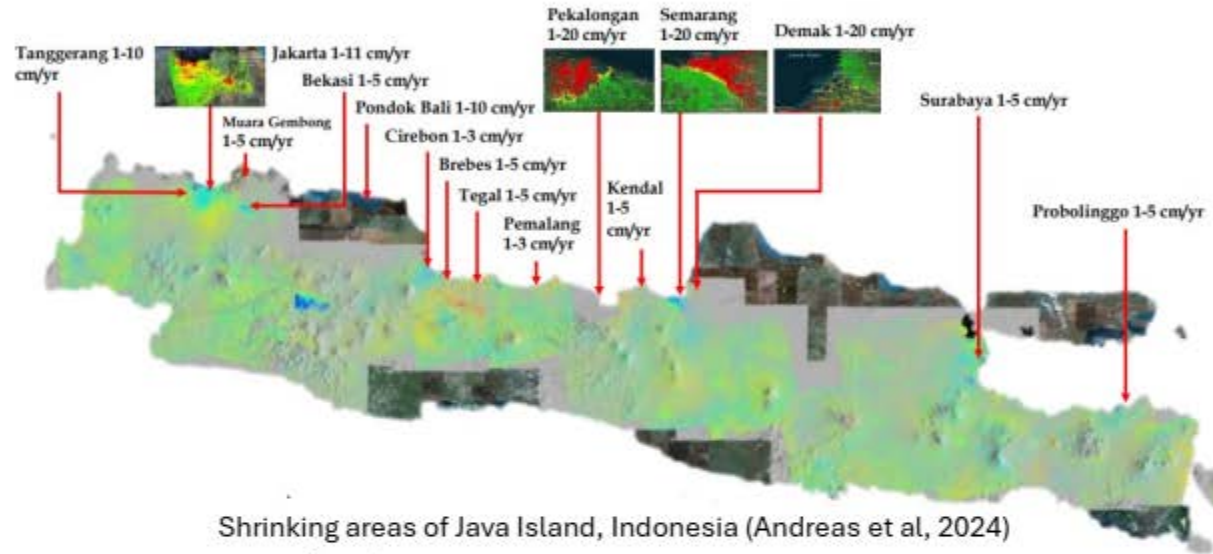 Tanggerang 1-10
cm/yr
Jakarta 1-11 cm/yr
Bekasi 1-5 cm/yr
Muara Gembong
1-5 cm/yr
Pondok Bali 1-10 cm/yr
Cirebon 1-3 cm/yr
Brebes 1-5 cm/yr
Tegal 1-5 cm/yr
Pemalang
1-3 cm/yr
Pekalongan
1-20 cm/yr
Kendal
1-5
cm/yr
Semarang
1-20 cm/yr
Demak 1-20 cm/yr
Surabaya 1-5 cm/yr
Probolinggo 1-5 cm/yr
Shrinking areas of Java Island, Indonesia (Andreas et al, 2024)